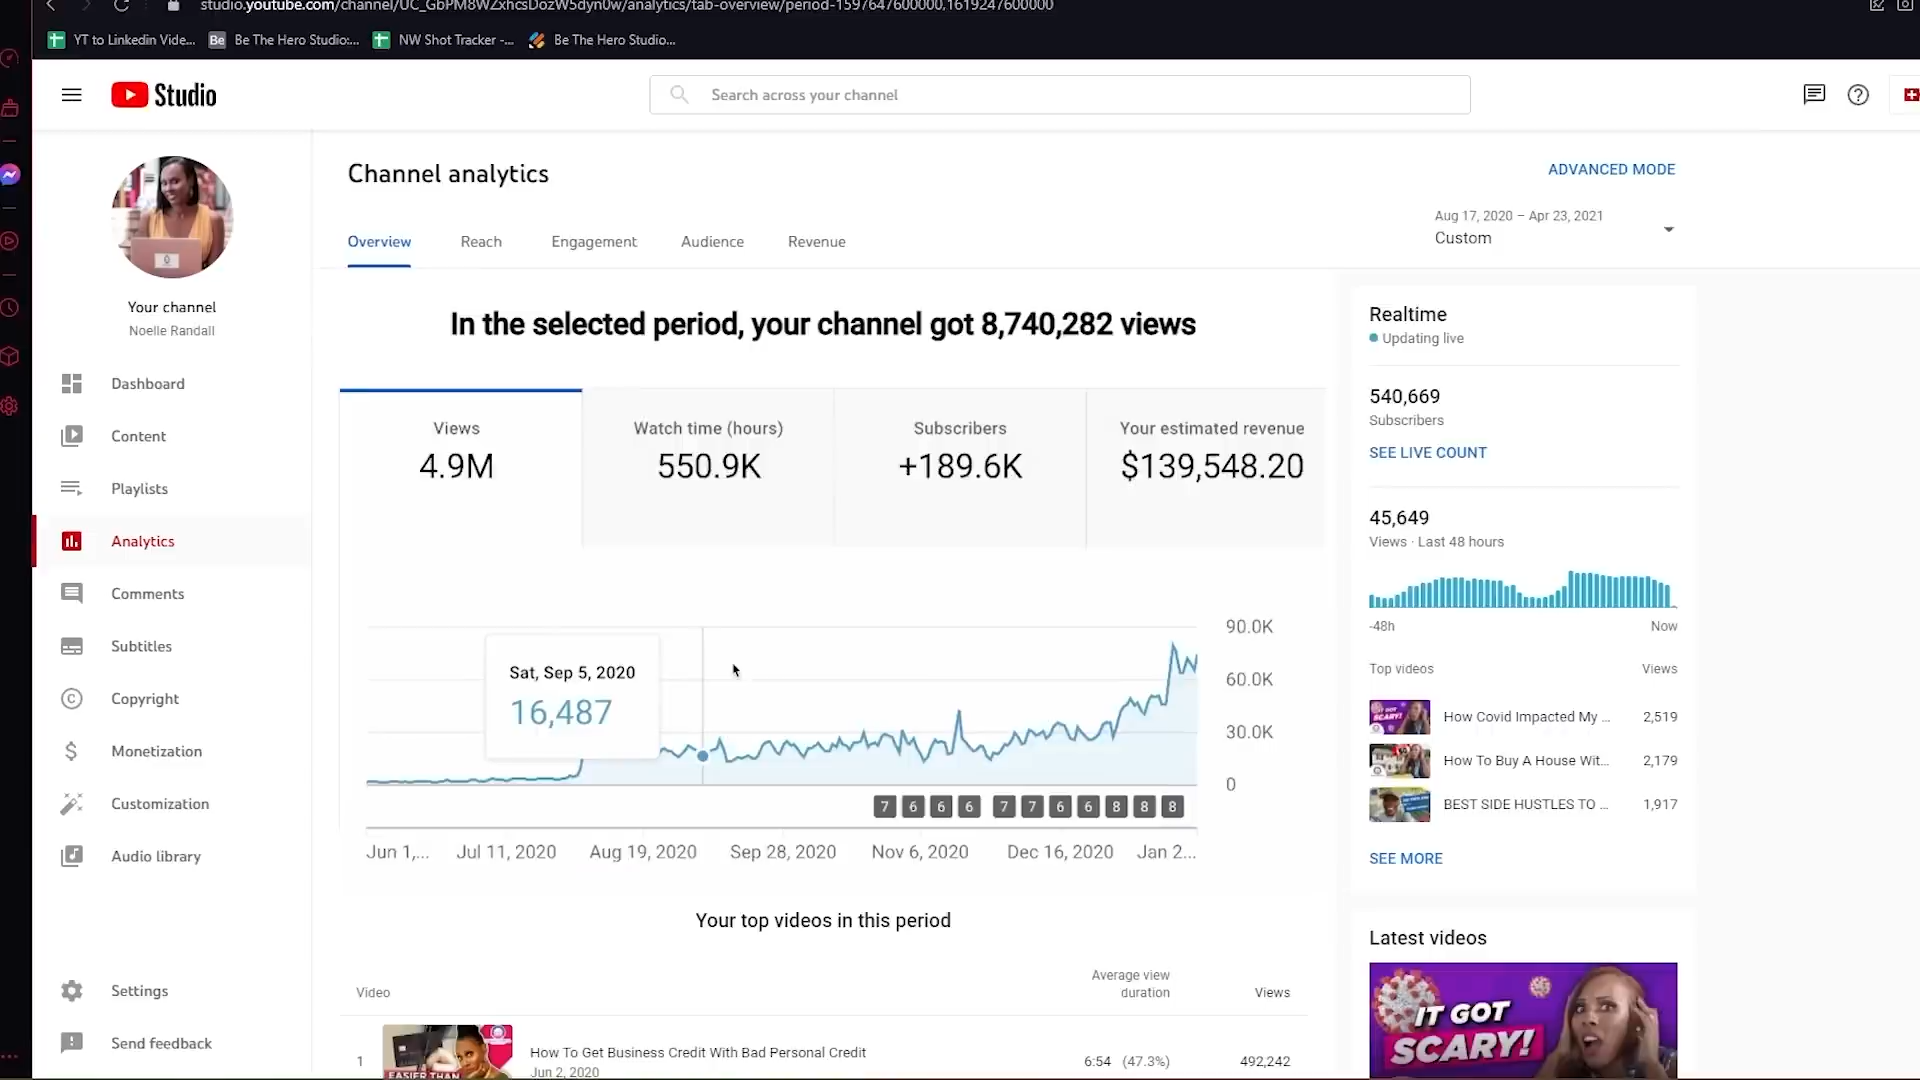 studio.youtube.com/channel/UC_GbPM8WZxhcsDozW5dyn0w/analytics/tab-overview/period-1597647600000,1619247600000
YT to Linkedin Vide...
Be
Be The Hero Studio:...
NW Shot Tracker -...
Be The Hero Studio...
Studio
Search across your channel
Your channel
Noelle Randall
Dashboard
Content
Playlists
Analytics
Comments
Subtitles
Copyright
Monetization
Customization
Audio library
Settings
Send feedback
Channel analytics
ADVANCED MODE
Aug 17, 2020 – Apr 23, 2021
Custom
Overview
Reach
Engagement
Audience
Revenue
In the selected period, your channel got 8,740,282 views
Views
4.9M
Watch time (hours)
550.9K
Subscribers
+189.6K
Your estimated revenue
$139,548.20
Sat, Sep 5, 2020
16,487
90.0K
60.0K
30.0K
0
7 6 6 6 7 7 6 6 8 8 8
Jun 1,...
Jul 11, 2020
Aug 19, 2020
Sep 28, 2020
Nov 6, 2020
Dec 16, 2020
Jan 2...
Your top videos in this period
Video
Average view
duration
Views
1
EASIER THAN
How To Get Business Credit With Bad Personal Credit
Jun 2, 2020
6:54 (47.3%)
492,242
Realtime
Updating live
540,669
Subscribers
SEE LIVE COUNT
45,649
Views · Last 48 hours
-48h
Now
Top videos
Views
How Covid Impacted My ...
2,519
How To Buy A House Wit...
2,179
BEST SIDE HUSTLES TO ...
1,917
SEE MORE
Latest videos
IT GOT
SCARY!